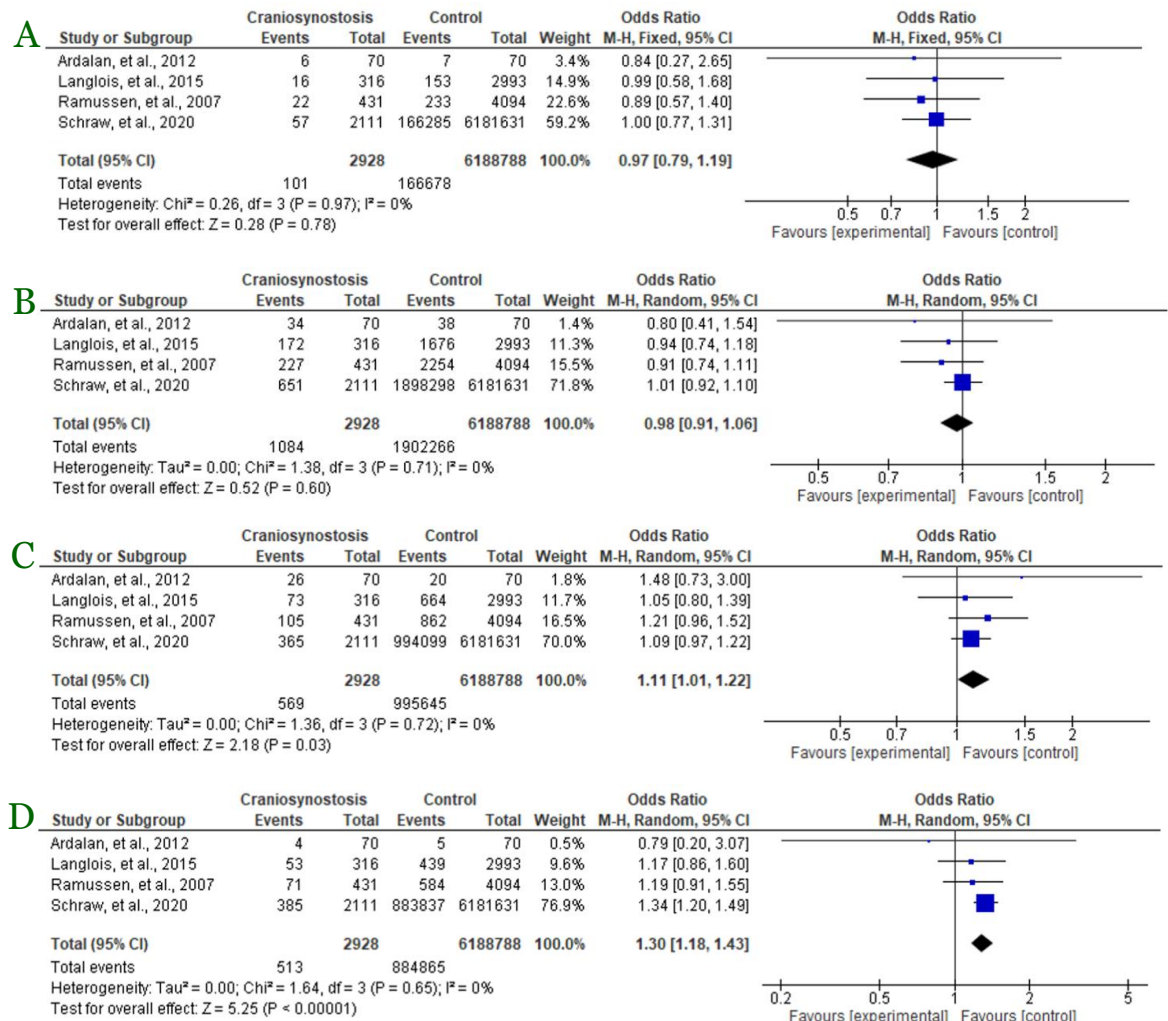 A
Craniosynostosis Control Odds Ratio Odds Ratio
Study or Subgroup Events Total Events Total Weight M-H, Fixed, 95% CI M-H, Fixed, 95% CI
Ardalan, et al., 2012 6 70 7 70 3.4% 0.84 [0.27, 2.65]
Langlois, et al., 2015 16 316 153 2993 14.9% 0.99 [0.58, 1.68]
Ramussen, et al., 2007 22 431 233 4094 22.6% 0.89 [0.57, 1.40]
Schraw, et al., 2020 57 2111 166285 6181631 59.2% 1.00 [0.77, 1.31]
Total (95% CI) 2928 6188788 100.0% 0.97 [0.79, 1.19]
Total events 101 166678
Heterogeneity: Chi² = 0.26, df = 3 (P = 0.97); I² = 0%
Test for overall effect: Z = 0.28 (P = 0.78)
0.5 0.7 1 1.5 2
Favours [experimental] Favours [control]
B
Craniosynostosis Control Odds Ratio Odds Ratio
Study or Subgroup Events Total Events Total Weight M-H, Random, 95% CI M-H, Random, 95% CI
Ardalan, et al., 2012 34 70 38 70 1.4% 0.80 [0.41, 1.54]
Langlois, et al., 2015 172 316 1676 2993 11.3% 0.94 [0.74, 1.18]
Ramussen, et al., 2007 227 431 2254 4094 15.5% 0.91 [0.74, 1.11]
Schraw, et al., 2020 651 2111 1898298 6181631 71.8% 1.01 [0.92, 1.10]
Total (95% CI) 2928 6188788 100.0% 0.98 [0.91, 1.06]
Total events 1084 1902266
Heterogeneity: Tau² = 0.00; Chi² = 1.38, df = 3 (P = 0.71); I² = 0%
Test for overall effect: Z = 0.52 (P = 0.60)
0.5 0.7 1 1.5 2
Favours [experimental] Favours [control]
C
Craniosynostosis Control Odds Ratio Odds Ratio
Study or Subgroup Events Total Events Total Weight M-H, Random, 95% CI M-H, Random, 95% CI
Ardalan, et al., 2012 26 70 20 70 1.8% 1.48 [0.73, 3.00]
Langlois, et al., 2015 73 316 664 2993 11.7% 1.05 [0.80, 1.39]
Ramussen, et al., 2007 105 431 862 4094 16.5% 1.21 [0.96, 1.52]
Schraw, et al., 2020 365 2111 994099 6181631 70.0% 1.09 [0.97, 1.22]
Total (95% CI) 2928 6188788 100.0% 1.11 [1.01, 1.22]
Total events 569 995645
Heterogeneity: Tau² = 0.00; Chi² = 1.36, df = 3 (P = 0.72); I² = 0%
Test for overall effect: Z = 2.18 (P = 0.03)
0.5 0.7 1 1.5 2
Favours [experimental] Favours [control]
D
Craniosynostosis Control Odds Ratio Odds Ratio
Study or Subgroup Events Total Events Total Weight M-H, Random, 95% CI M-H, Random, 95% CI
Ardalan, et al., 2012 4 70 5 70 0.5% 0.79 [0.20, 3.07]
Langlois, et al., 2015 53 316 439 2993 9.6% 1.17 [0.86, 1.60]
Ramussen, et al., 2007 71 431 584 4094 13.0% 1.19 [0.91, 1.55]
Schraw, et al., 2020 385 2111 883837 6181631 76.9% 1.34 [1.20, 1.49]
Total (95% CI) 2928 6188788 100.0% 1.30 [1.18, 1.43]
Total events 513 884865
Heterogeneity: Tau² = 0.00; Chi² = 1.64, df = 3 (P = 0.65); I² = 0%
Test for overall effect: Z = 5.25 (P < 0.00001)
0.2 0.5 1 2 5
Favours [experimental] Favours [control]